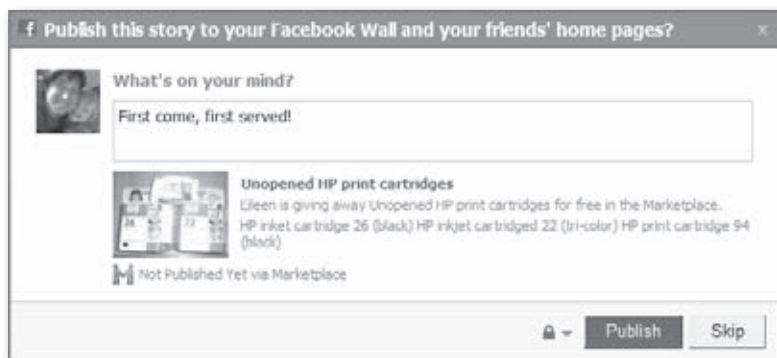 f Publish this story to your Facebook Wall and your friends' home pages? x
What's on your mind?
First come, first served!
Unopened HP print cartridges
Eileen is giving away Unopened HP print cartridges for free in the Marketplace.
HP inket cartridge 26 (black) HP inkjet cartridged 22 (tri-color) HP print cartridge 94
(black)
Not Published Yet via Marketplace
Publish Skip